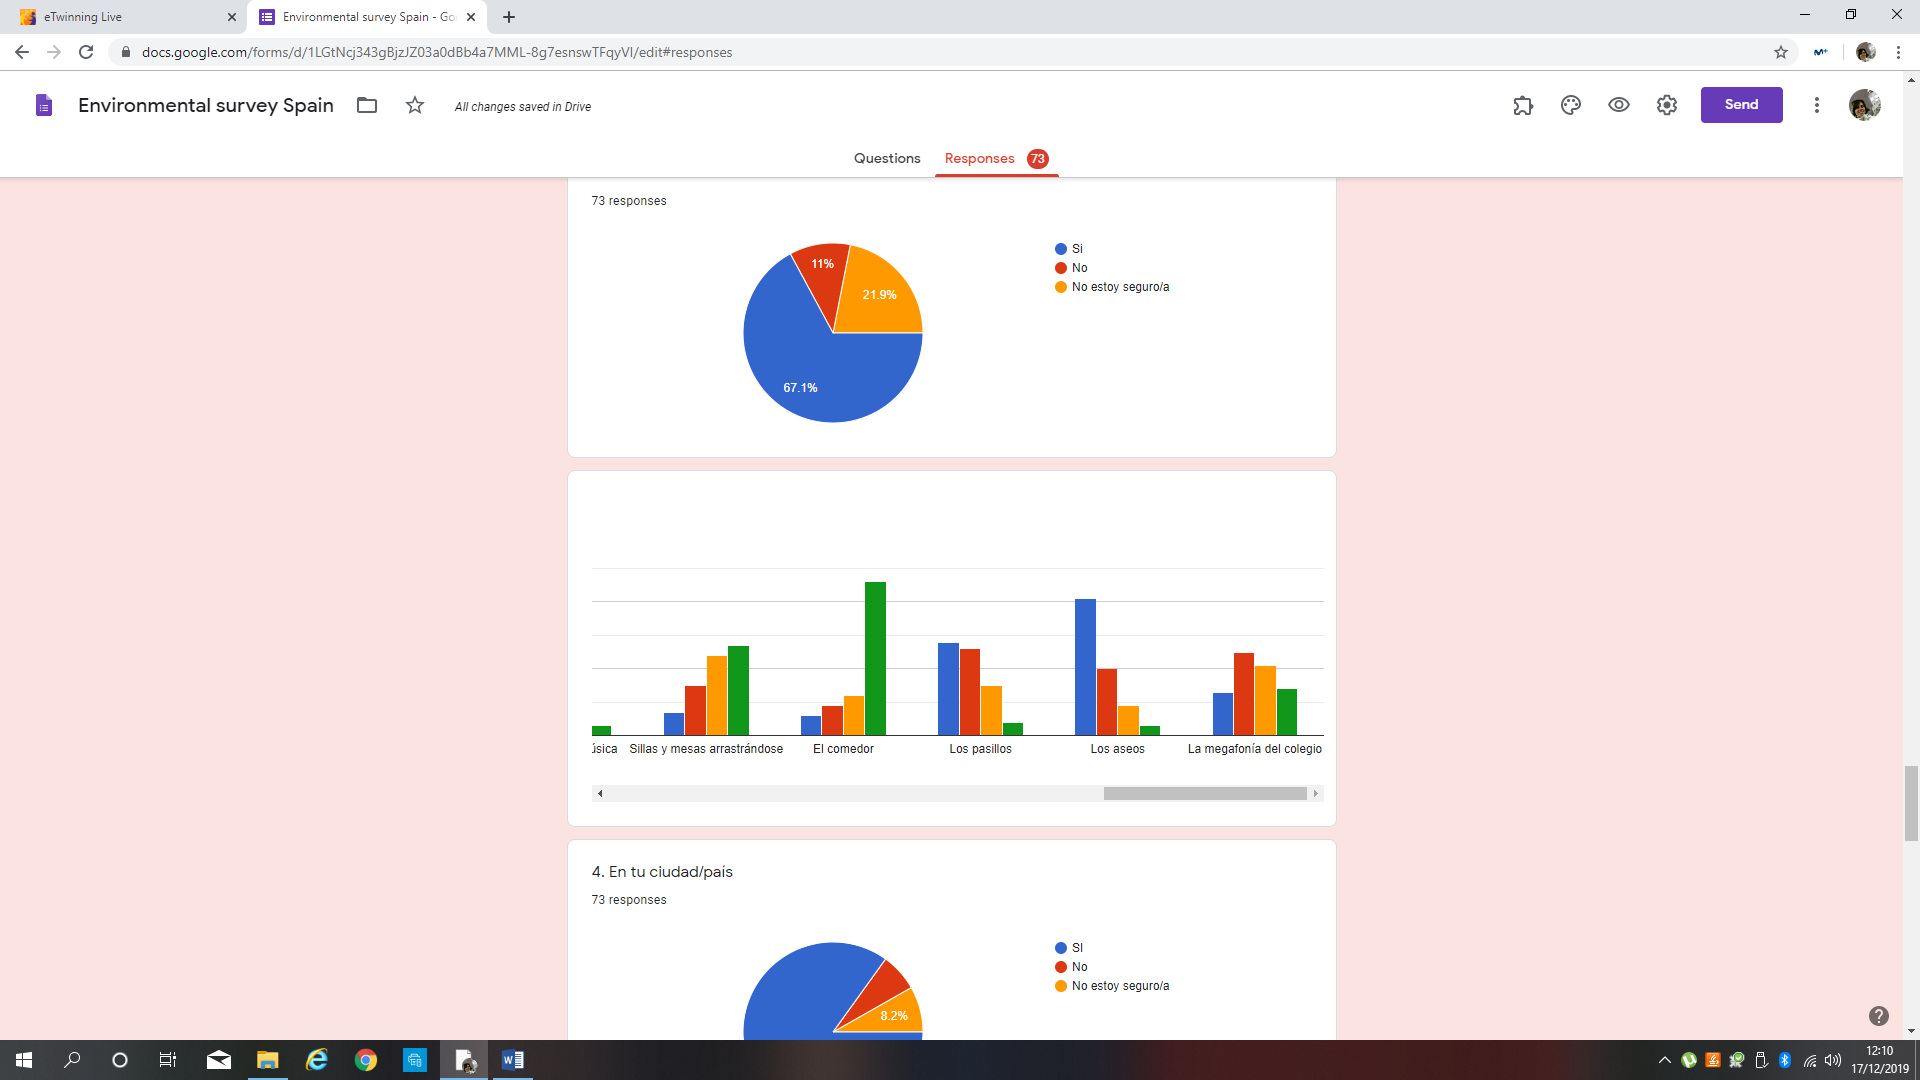 eTwinning Live
Environmental survey Spain - Go
docs.google.com/forms/d/1LGtNcj343gBjzJZ03a0dBb4a7MML-8g7esnswTFqyVI/edit#responses
Environmental survey Spain
All changes saved in Drive
Send
Questions
Responses 73
73 responses
11%
21.9%
67.1%
Si
No
No estoy seguro/a
úsica
Sillas y mesas arrastrándose
El comedor
Los pasillos
Los aseos
La megafonía del colegio
4. En tu ciudad/país
73 responses
8.2%
SI
No
No estoy seguro/a
12:10
17/12/2019